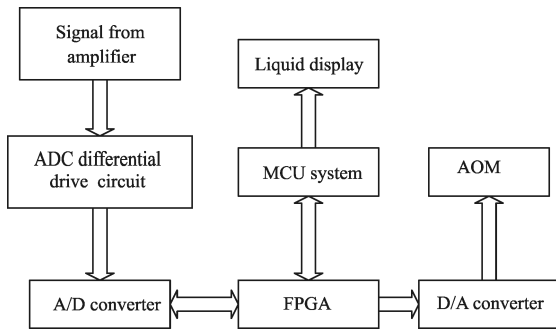 Signal from
amplifier
Liquid display
ADC differential
drive circuit
MCU system
AOM
A/D converter
FPGA
D/A converter